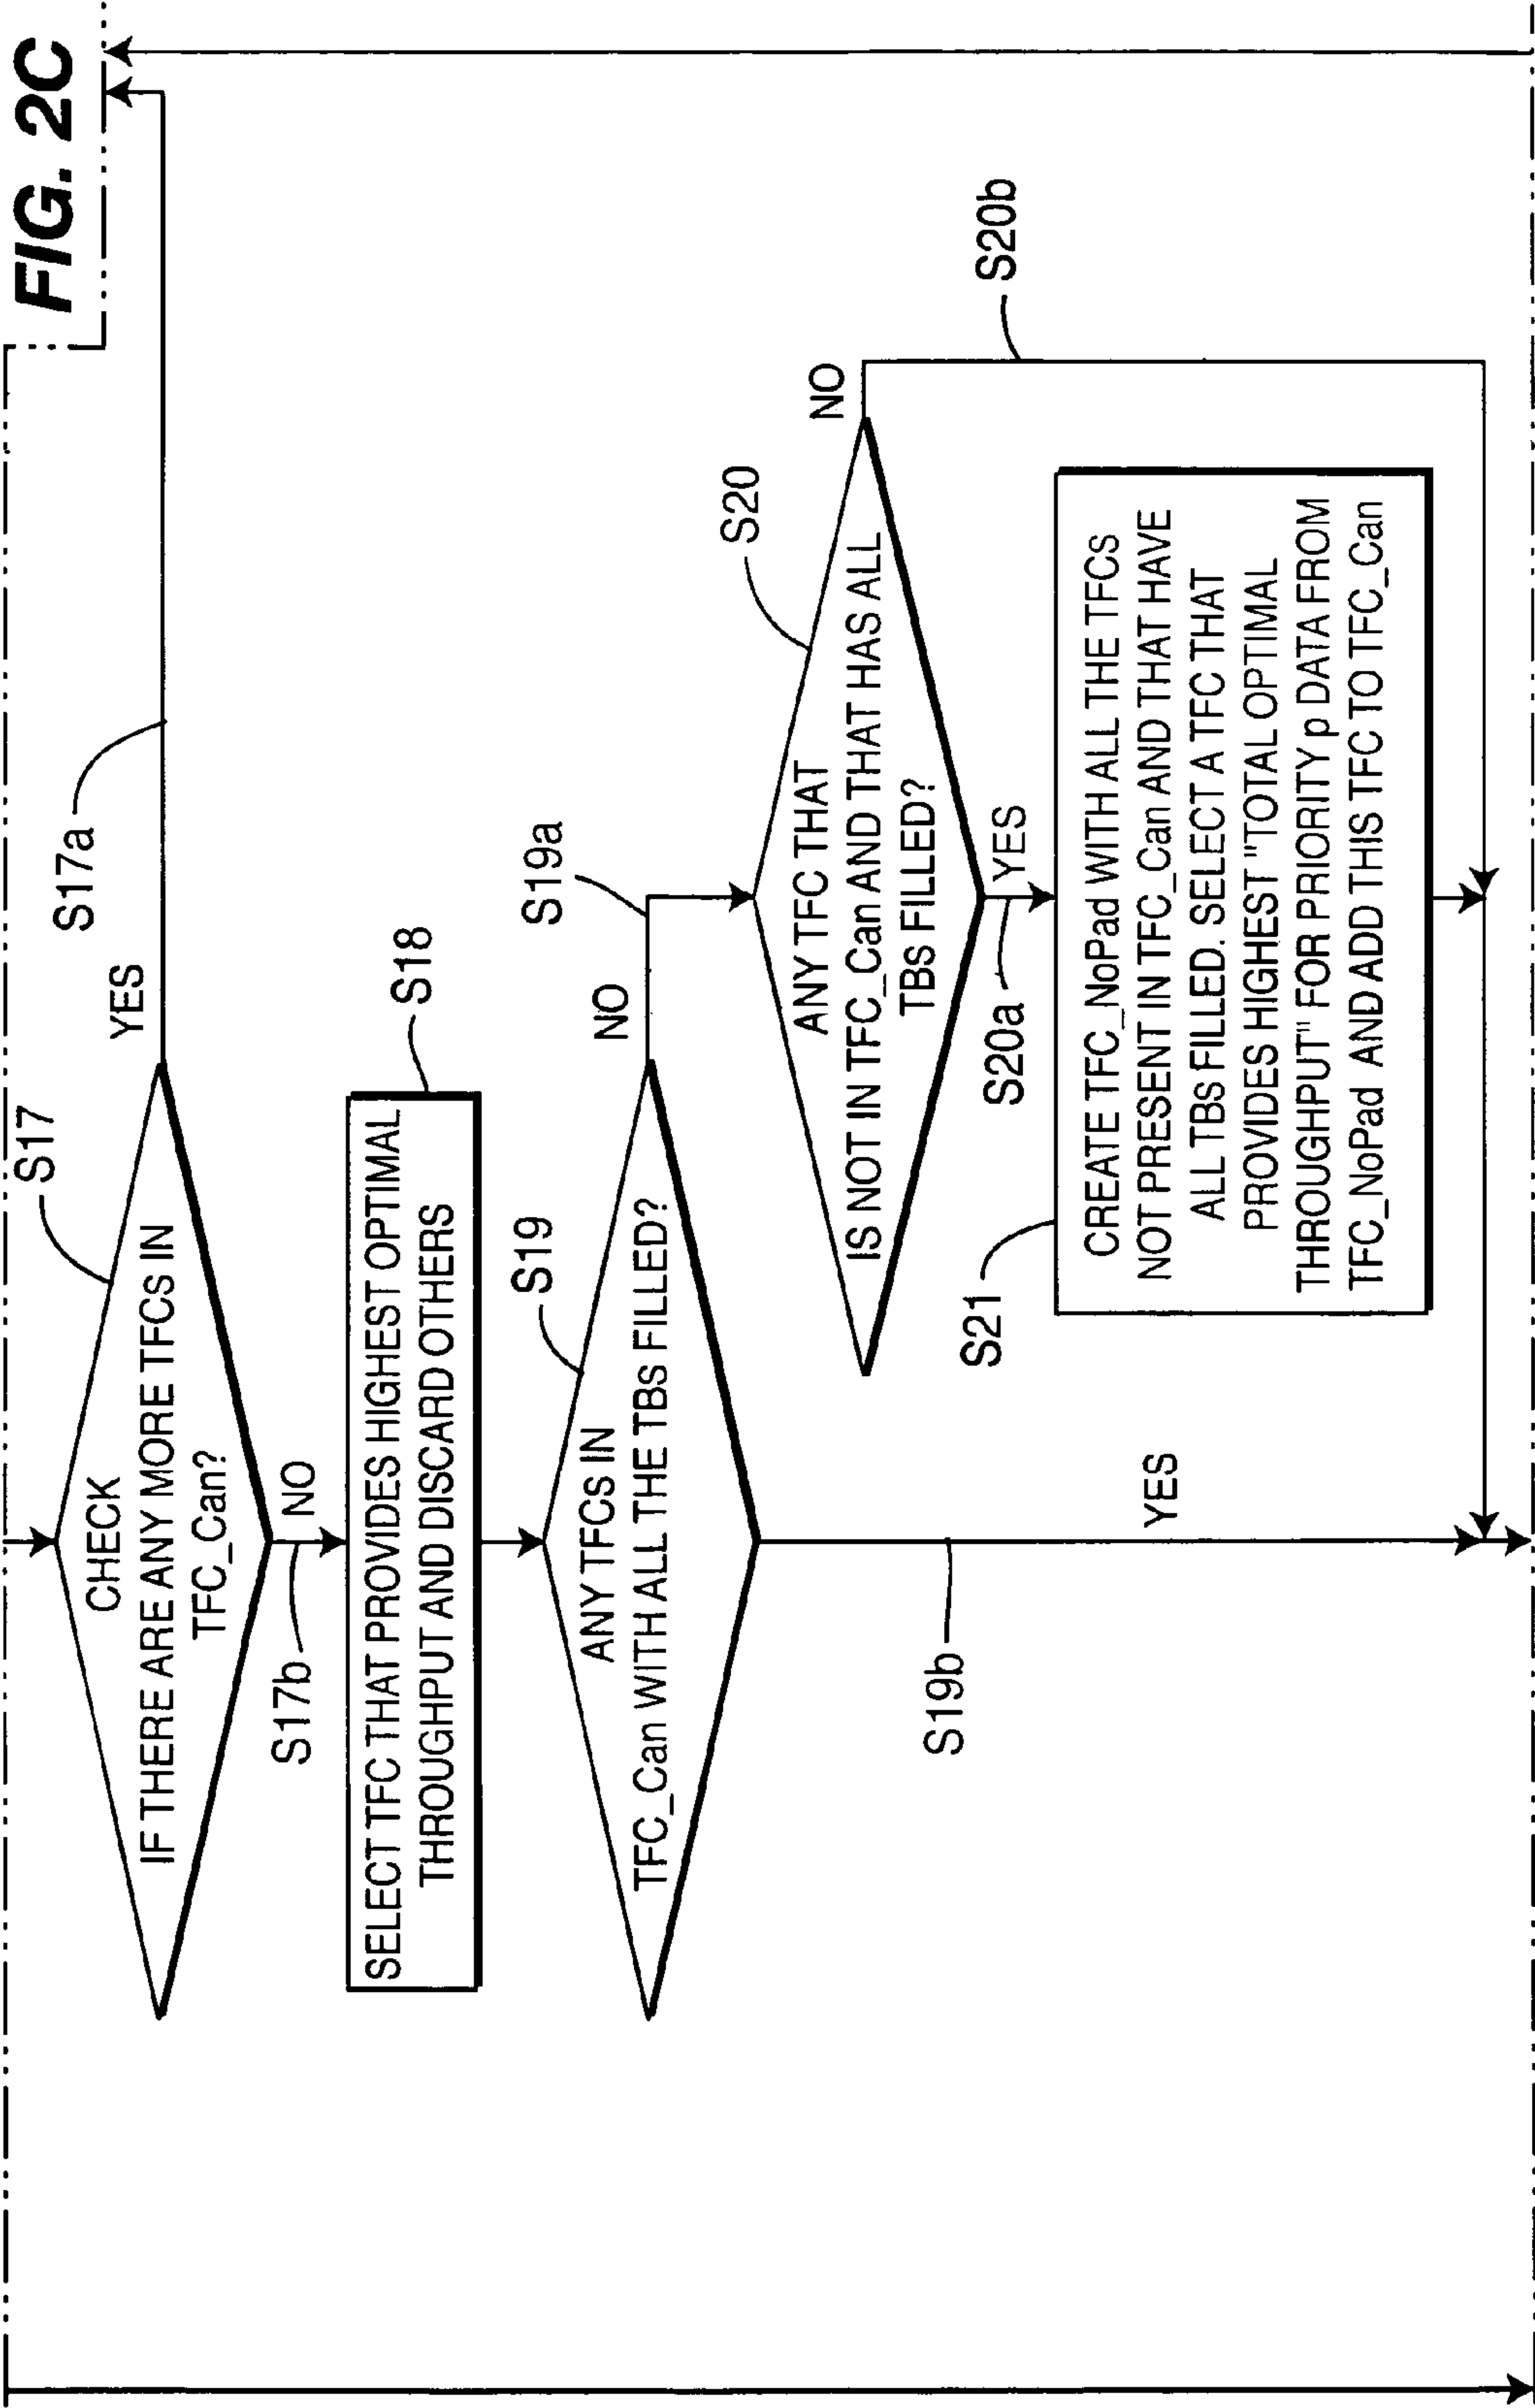 FIG. 2C
S17
CHECK
IF THERE ARE ANY MORE TFCS IN
TFC_Can?
YES
S17a
NO
S17b
SELECT TFC THAT PROVIDES HIGHEST OPTIMAL
THROUGHPUT AND DISCARD OTHERS
S18
S19
ANY TFCS IN
TFC_Can WITH ALL THE TBS FILLED?
NO
S19a
YES
S19b
S20
ANY TFC THAT
IS NOT IN TFC_Can AND THAT HAS ALL
TBS FILLED?
NO
S20b
YES
S20a
S21
CREATE TFC_NoPad WITH ALL THE TFCS
NOT PRESENT IN TFC_Can AND THAT HAVE
ALL TBS FILLED. SELECT A TFC THAT
PROVIDES HIGHEST "TOTAL OPTIMAL
THROUGHPUT" FOR PRIORITY p DATA FROM
TFC_NoPad AND ADD THIS TFC TO TFC_Can